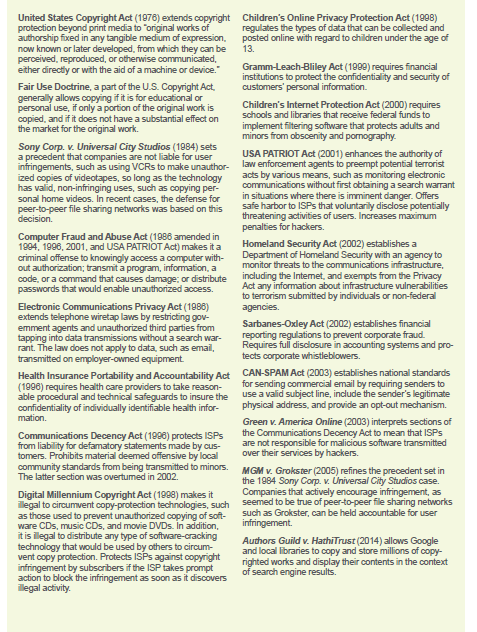 United States Copyright Act (1976) extends copyright
protection beyond print media to "original works of
authorship fixed in any tangible medium of expression,
now known or later developed, from which they can be
perceived, reproduced, or otherwise communicated,
either directly or with the aid of a machine or device."
Fair Use Doctrine, a part of the U.S. Copyright Act,
generally allows copying if it is for educational or
personal use, if only a portion of the original work is
copied, and if it does not have a substantial effect on
the market for the original work.
Sony Corp. v. Universal City Studios (1984) sets
a precedent that companies are not liable for user
infringements, such as using VCRs to make unauthor-
ized copies of videotapes, so long as the technology
has valid, non-infringing uses, such as copying per-
sonal home videos. In recent cases, the defense for
peer-to-peer file sharing networks was based on this
decision.
Computer Fraud and Abuse Act (1986 amended in
1994, 1996, 2001, and USA PATRIOT Act) makes it a
criminal offense to knowingly access a computer with-
out authorization; transmit a program, information, a
code, or a command that causes damage; or distribute
passwords that would enable unauthorized access.
Electronic Communications Privacy Act (1986)
extends telephone wiretap laws by restricting gov-
ernment agents and unauthorized third parties from
tapping into data transmissions without a search war-
rant. The law does not apply to data, such as email,
transmitted on employer-owned equipment.
Health Insurance Portability and Accountability Act
(1996) requires health care providers to take reason-
able procedural and technical safeguards to insure the
confidentiality of individually identifiable health infor-
mation.
Communications Decency Act (1996) protects ISPs
from liability for defamatory statements made by cus-
tomers. Prohibits material deemed offensive by local
community standards from being transmitted to minors.
The latter section was overturned in 2002.
Digital Millennium Copyright Act (1998) makes it
illegal to circumvent copy-protection technologies, such
as those used to prevent unauthorized copying of soft-
ware CDs, music CDs, and movie DVDs. In addition,
it is illegal to distribute any type of software-cracking
technology that would be used by others to circum-
vent copy protection. Protects ISPs against copyright
infringement by subscribers if the ISP takes prompt
action to block the infringement as soon as it discovers
illegal activity.
Children's Online Privacy Protection Act (1998)
regulates the types of data that can be collected and
posted online with regard to children under the age of
13.
Gramm-Leach-Bliley Act (1999) requires financial
institutions to protect the confidentiality and security of
customers' personal information.
Children's Internet Protection Act (2000) requires
schools and libraries that receive federal funds to
implement filtering software that protects adults and
minors from obscenity and pornography.
USA PATRIOT Act (2001) enhances the authority of
law enforcement agents to preempt potential terrorist
acts by various means, such as monitoring electronic
communications without first obtaining a search warrant
in situations where there is imminent danger. Offers
safe harbor to ISPs that voluntarily disclose potentially
threatening activities of users. Increases maximum
penalties for hackers.
Homeland Security Act (2002) establishes a
Department of Homeland Security with an agency to
monitor threats to the communications infrastructure,
including the Internet, and exempts from the Privacy
Act any information about infrastructure vulnerabilities
to terrorism submitted by individuals or non-federal
agencies.
Sarbanes-Oxley Act (2002) establishes financial
reporting regulations to prevent corporate fraud.
Requires full disclosure in accounting systems and pro-
tects corporate whistleblowers.
CAN-SPAM Act (2003) establishes national standards
for sending commercial email by requiring senders to
use a valid subject line, include the sender's legitimate
physical address, and provide an opt-out mechanism.
Green v. America Online (2003) interprets sections of
the Communications Decency Act to mean that ISPs
are not responsible for malicious software transmitted
over their services by hackers.
MGM v. Grokster (2005) refines the precedent set in
the 1984 Sony Corp. v. Universal City Studios case.
Companies that actively encourage infringement, as
seemed to be true of peer-to-peer file sharing networks
such as Grokster, can be held accountable for user
infringement.
Authors Guild v. HathiTrust (2014) allows Google
and local libraries to copy and store millions of copy-
righted works and display their contents in the context
of search engine results.